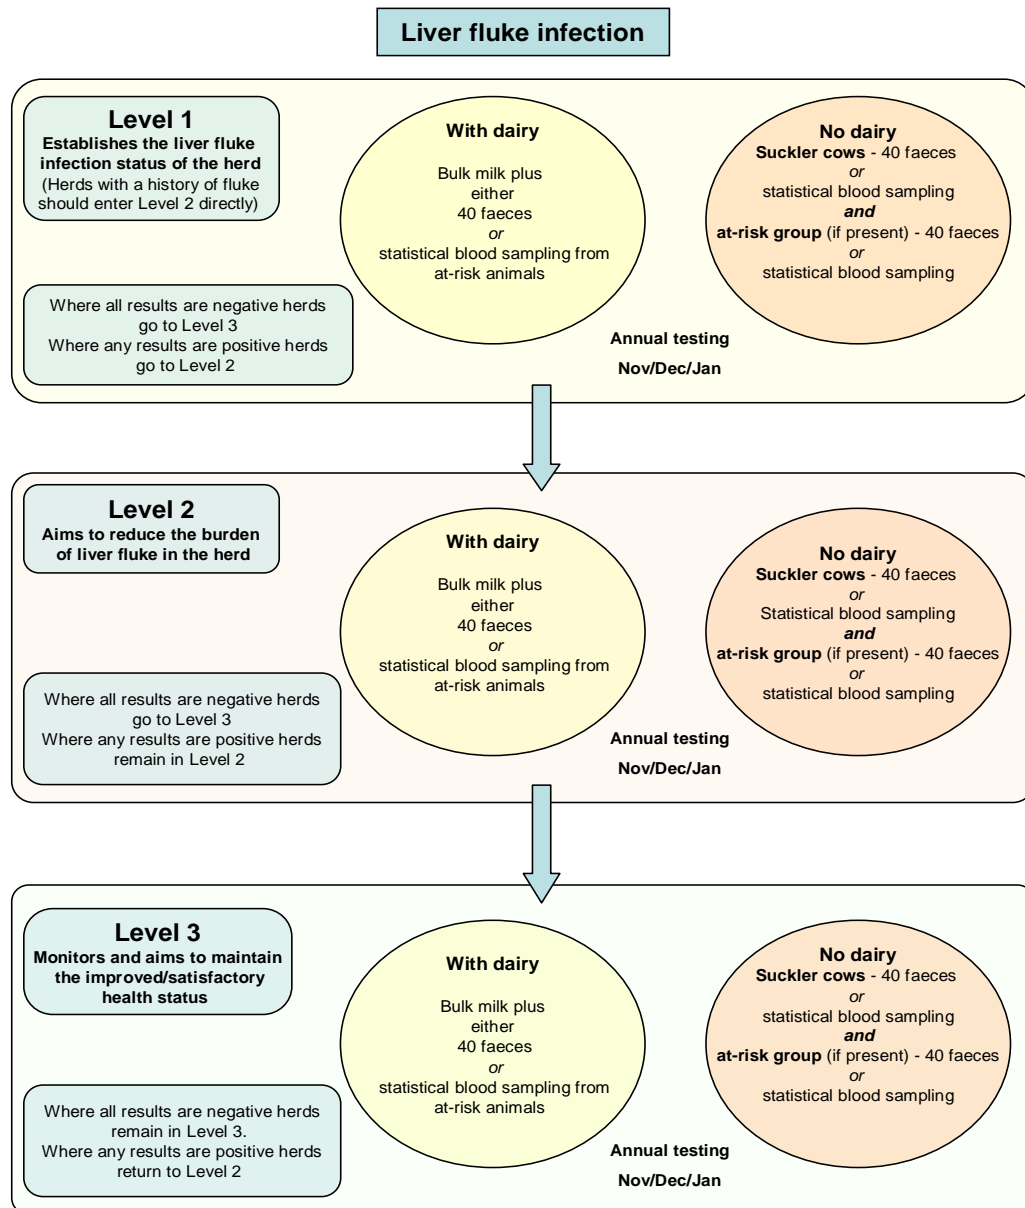 Liver fluke infection
Level 1
Establishes the liver fluke
infection status of the herd
(Herds with a history of fluke
should enter Level 2 directly)
Where all results are negative herds
go to Level 3
Where any results are positive herds
go to Level 2
With dairy
Bulk milk plus
either
40 faeces
or
statistical blood sampling from
at-risk animals
No dairy
Suckler cows - 40 faeces
or
statistical blood sampling
and
at-risk group (if present) - 40 faeces
or
statistical blood sampling
Annual testing
Nov/Dec/Jan
Level 2
Aims to reduce the burden
of liver fluke in the herd
Where all results are negative herds
go to Level 3
Where any results are positive herds
remain in Level 2
With dairy
Bulk milk plus
either
40 faeces
or
statistical blood sampling from
at-risk animals
No dairy
Suckler cows - 40 faeces
or
Statistical blood sampling
and
at-risk group (if present) - 40 faeces
or
statistical blood sampling
Annual testing
Nov/Dec/Jan
Level 3
Monitors and aims to maintain
the improved/satisfactory
health status
Where all results are negative herds
remain in Level 3.
Where any results are positive herds
return to Level 2
With dairy
Bulk milk plus
either
40 faeces
or
statistical blood sampling from
at-risk animals
No dairy
Suckler cows - 40 faeces
or
statistical blood sampling
and
at-risk group (if present) - 40 faeces
or
statistical blood sampling
Annual testing
Nov/Dec/Jan